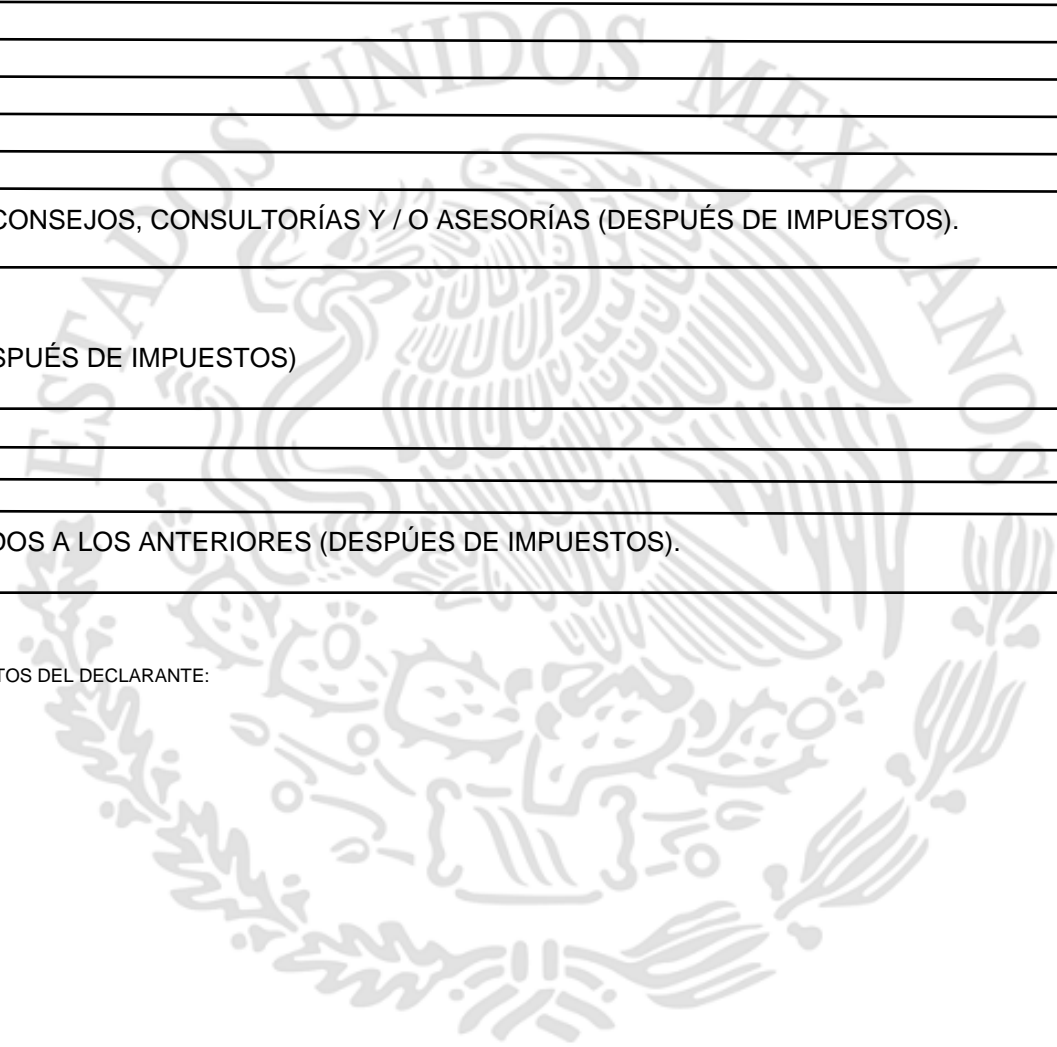 ESTADOS UNIDOS MEXICANOS
CONSEJOS, CONSULTORÍAS Y / O ASESORÍAS (DESPUÉS DE IMPUESTOS).
SPUÉS DE IMPUESTOS)
DOS A LOS ANTERIORES (DESPÚES DE IMPUESTOS).
TOS DEL DECLARANTE: